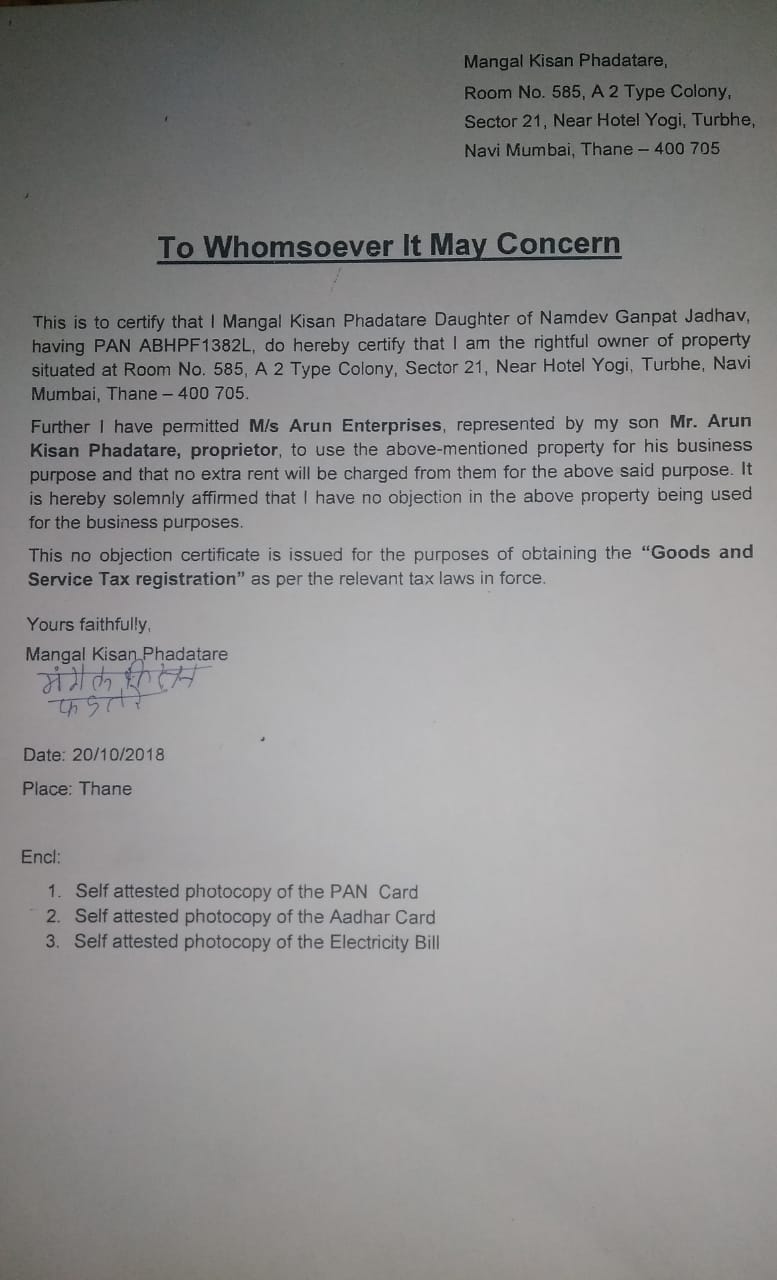 Mangal Kisan Phadatare,
Room No. 585, A 2 Type Colony,
Sector 21, Near Hotel Yogi, Turbhe,
Navi Mumbai, Thane – 400 705
To Whomsoever It May Concern
This is to certify that I Mangal Kisan Phadatare Daughter of Namdev Ganpat Jadhav,
having PAN ABHPF1382L, do hereby certify that I am the rightful owner of property
situated at Room No. 585, A 2 Type Colony, Sector 21, Near Hotel Yogi, Turbhe, Navi
Mumbai, Thane – 400 705.
Further I have permitted M/s Arun Enterprises, represented by my son Mr. Arun
Kisan Phadatare, proprietor, to use the above-mentioned property for his business
purpose and that no extra rent will be charged from them for the above said purpose. It
is hereby solemnly affirmed that I have no objection in the above property being used
for the business purposes.
This no objection certificate is issued for the purposes of obtaining the “Goods and
Service Tax registration” as per the relevant tax laws in force.
Yours faithfully,
Mangal Kisan Phadatare
फडतरे
Date: 20/10/2018
Place: Thane
Encl:
1. Self attested photocopy of the PAN Card
2. Self attested photocopy of the Aadhar Card
3. Self attested photocopy of the Electricity Bill